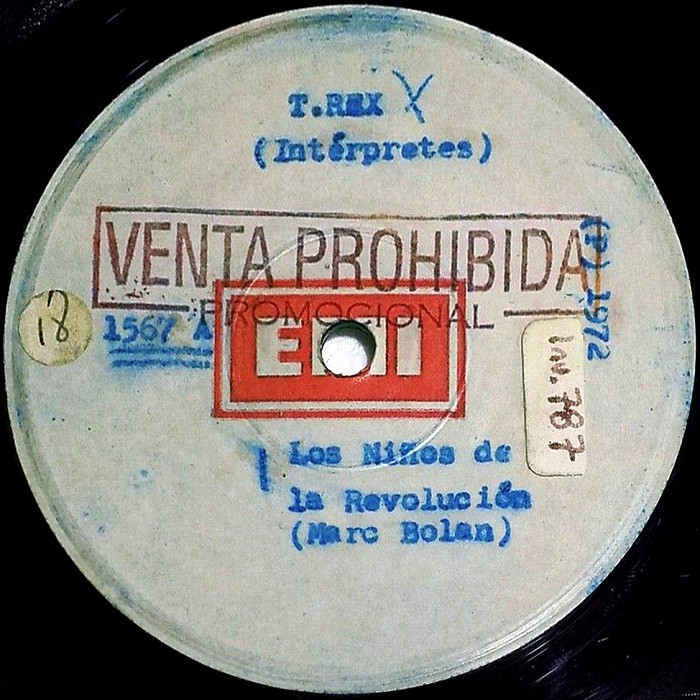 T.REX X
(Intérpretes)
VENTA PROHIBIDA
PROMOCIONAL
(P) 1972
18
1567 A
EMI
INV. 787
Los Niños de
la Revolución
(Marc Bolan)